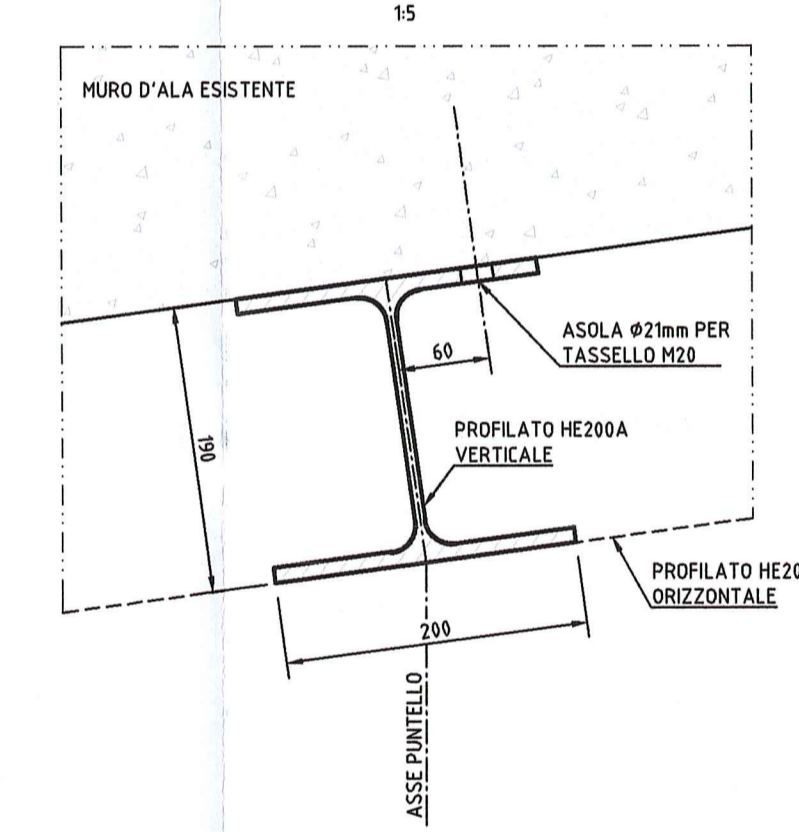 1:5
MURO D'ALA ESISTENTE
ASOLA Ø21mm PER
TASSELLO M20
60
190
PROFILATO HE200A
VERTICALE
PROFILATO HE20
ORIZZONTALE
200
ASSE PUNTELLO